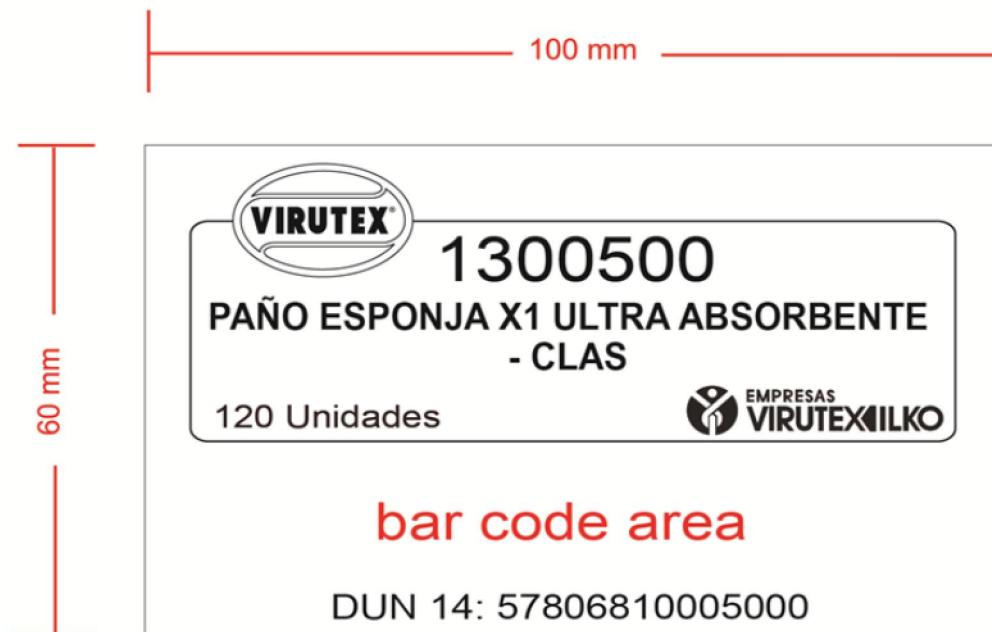 100 mm
60 mm
VIRUTEX®
1300500
PAÑO ESPONJA X1 ULTRA ABSORBENTE
- CLAS
120 Unidades
EMPRESAS
VIRUTEX ILKO
bar code area
DUN 14: 57806810005000